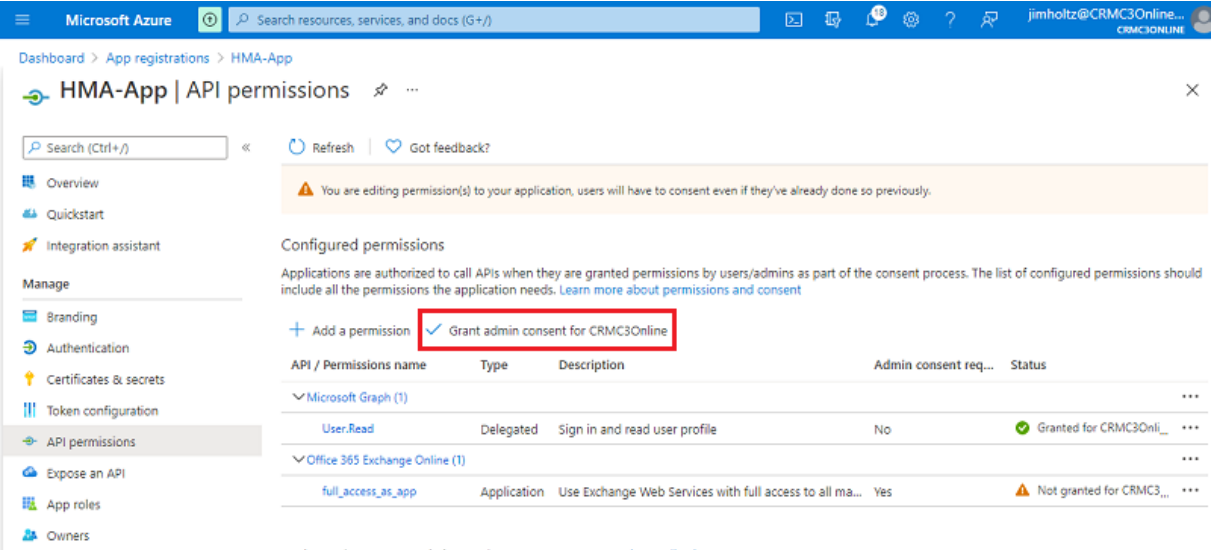 Microsoft Azure
Search resources, services, and docs (G+/)
18
jimholtz@CRMC3Online...
CRMC3ONLINE
Dashboard > App registrations > HMA-App
HMA-App | API permissions
Search (Ctrl+/)
Refresh
Got feedback?
Overview
You are editing permission(s) to your application, users will have to consent even if they've already done so previously.
Quickstart
Integration assistant
Configured permissions
Applications are authorized to call APIs when they are granted permissions by users/admins as part of the consent process. The list of configured permissions should
include all the permissions the application needs. Learn more about permissions and consent
Manage
Branding
Add a permission
Grant admin consent for CRMC3Online
Authentication
Certificates & secrets
Token configuration
API permissions
Expose an API
App roles
Owners
API / Permissions name Type Description Admin consent req... Status
Microsoft Graph (1)
User.Read Delegated Sign in and read user profile No Granted for CRMC3Onli...
Office 365 Exchange Online (1)
full_access_as_app Application Use Exchange Web Services with full access to all ma... Yes Not granted for CRMC3...